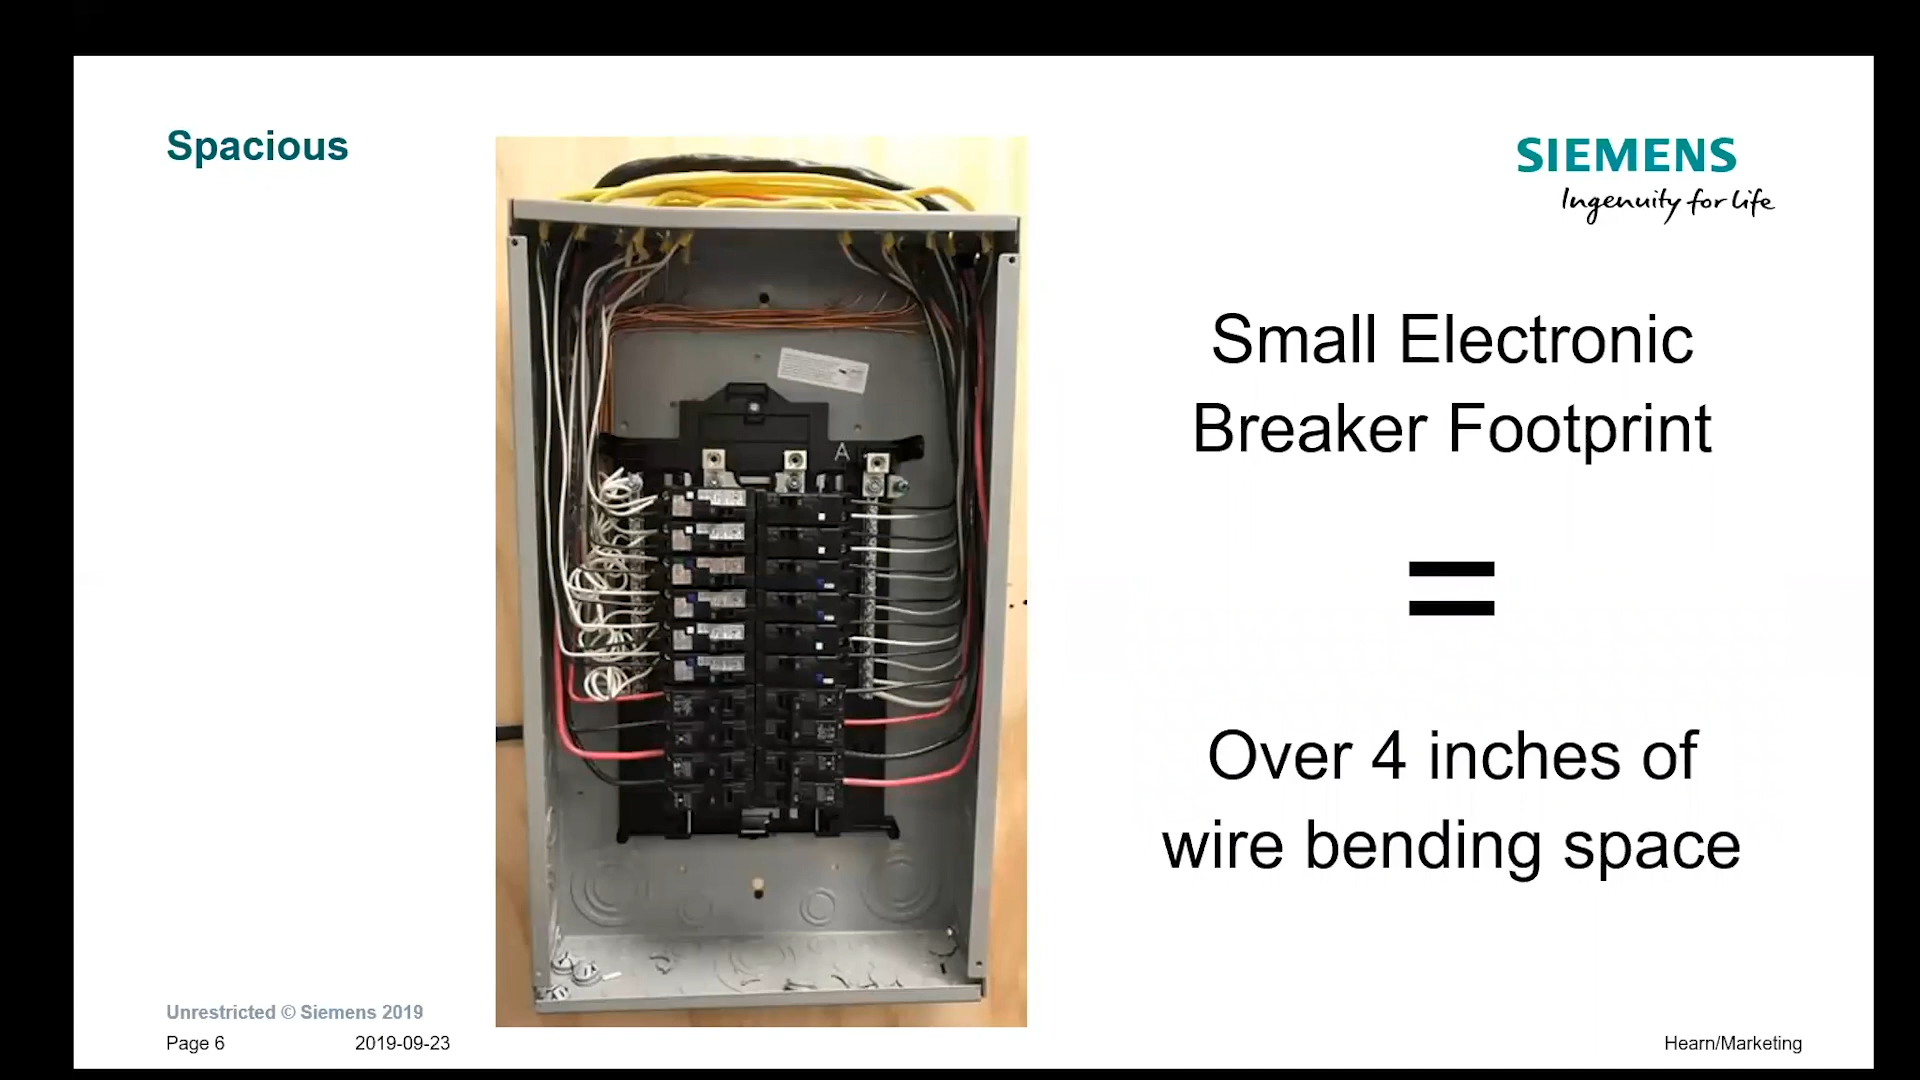 Spacious
SIEMENS
Ingenuity for life
A
Small Electronic
Breaker Footprint
=
Over 4 inches of
wire bending space
Unrestricted © Siemens 2019
Page 6
2019-09-23
Hearn/Marketing